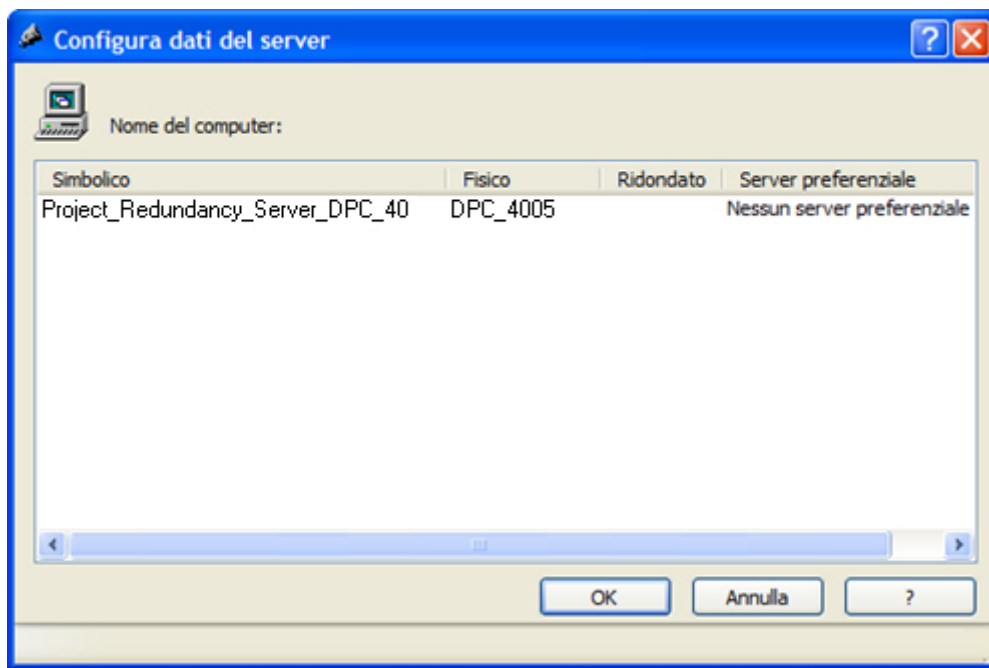 Configura dati del server
Nome del computer:
Simbolico Fisico Ridondato Server preferenziale
Project_Redundancy_Server_DPC_40 DPC_4005 Nessun server preferenziale
OK Annulla ?